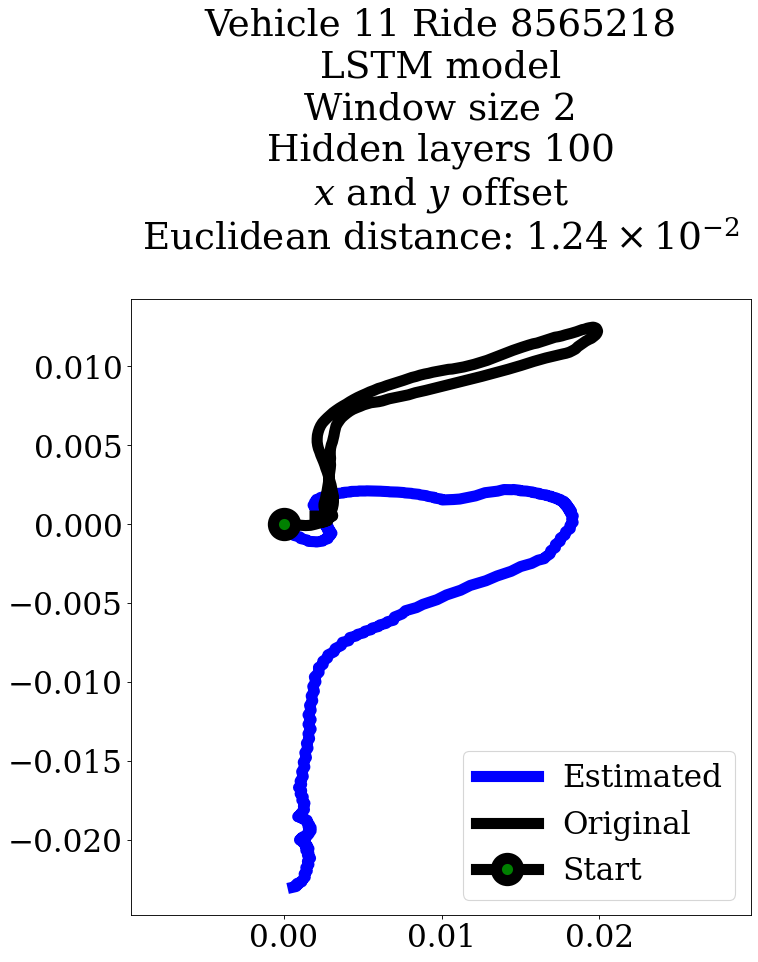 Vehicle 11 Ride 8565218
LSTM model
Window size 2
Hidden layers 100
x and y offset
Euclidean distance: 1.24 × 10⁻²
0.010
0.005
0.000
−0.005
−0.010
−0.015
−0.020
Estimated
Original
Start
0.00 0.01 0.02